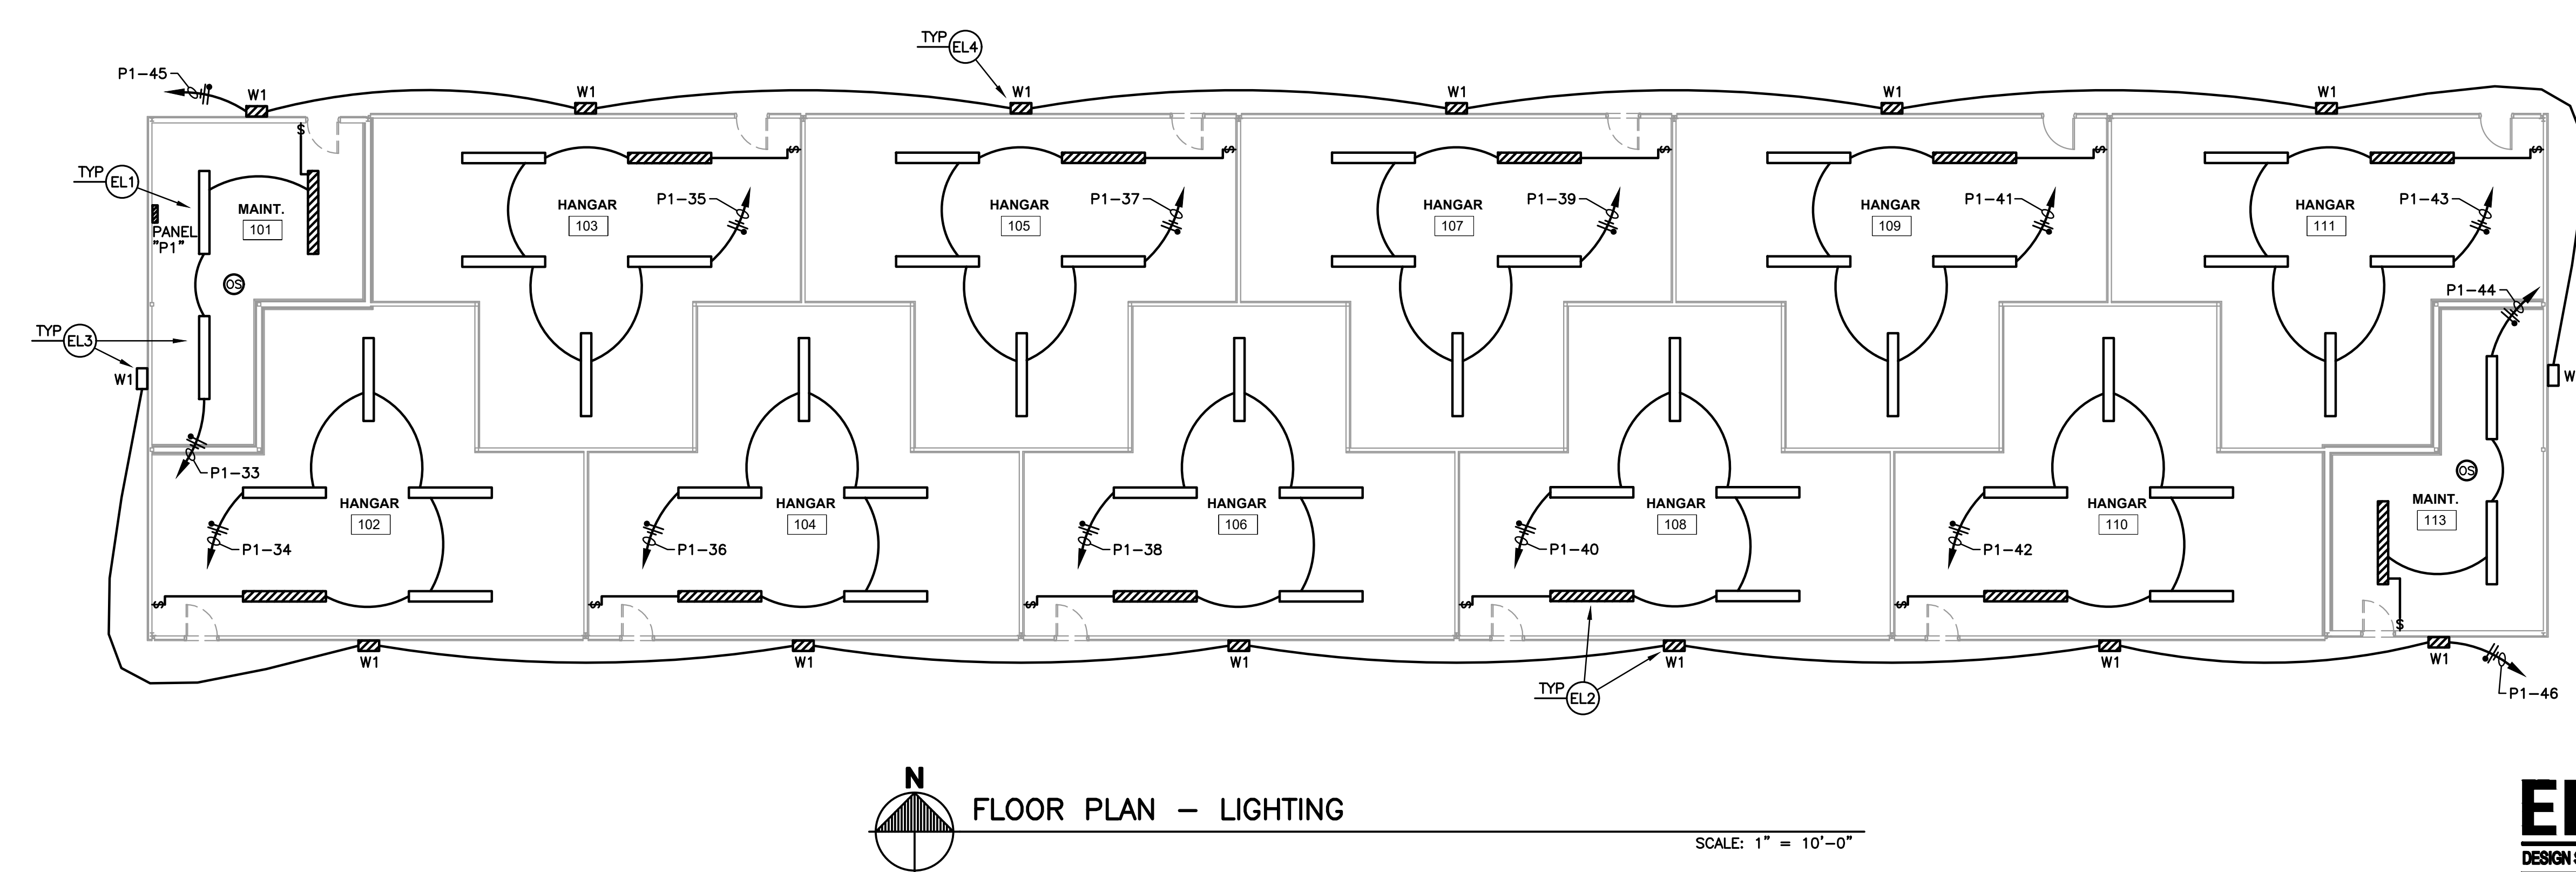 TYP EL4
P1-45
W1 W1 W1 W1 W1 W1
$
$ $ $ $ $
TYP EL1
PANEL
"P1"
MAINT.
101
OS
HANGAR
103
P1-35
HANGAR
105
P1-37
HANGAR
107
P1-39
HANGAR
109
P1-41
HANGAR
111
P1-43
P1-44
TYP EL3
W1
W
P1-33
HANGAR
102
P1-34
HANGAR
104
P1-36
HANGAR
106
P1-38
HANGAR
108
P1-40
HANGAR
110
P1-42
OS
MAINT.
113
$ $ $ $ $
$
W1 W1 W1 W1 W1 W1
TYP EL2
P1-46
N
FLOOR PLAN - LIGHTING
SCALE: 1" = 10'-0"
DESIGN